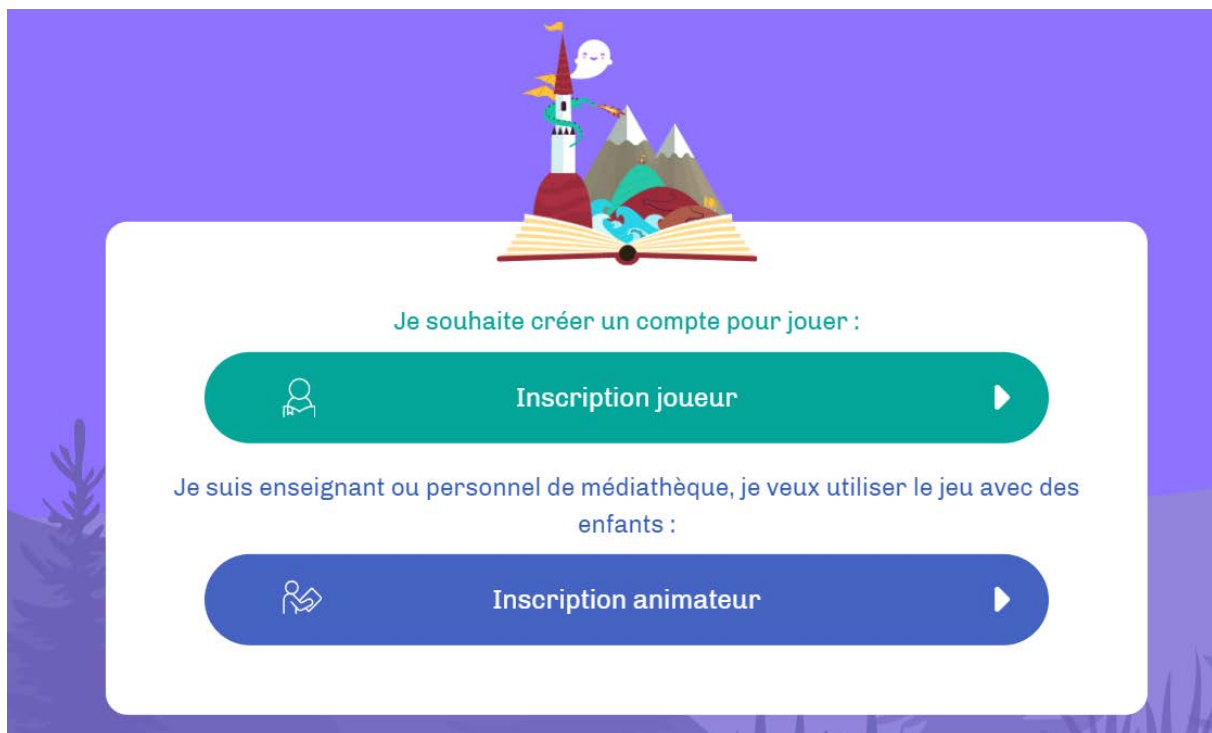 Je souhaite créer un compte pour jouer :
Inscription joueur
Je suis enseignant ou personnel de médiathèque, je veux utiliser le jeu avec des
enfants :
Inscription animateur